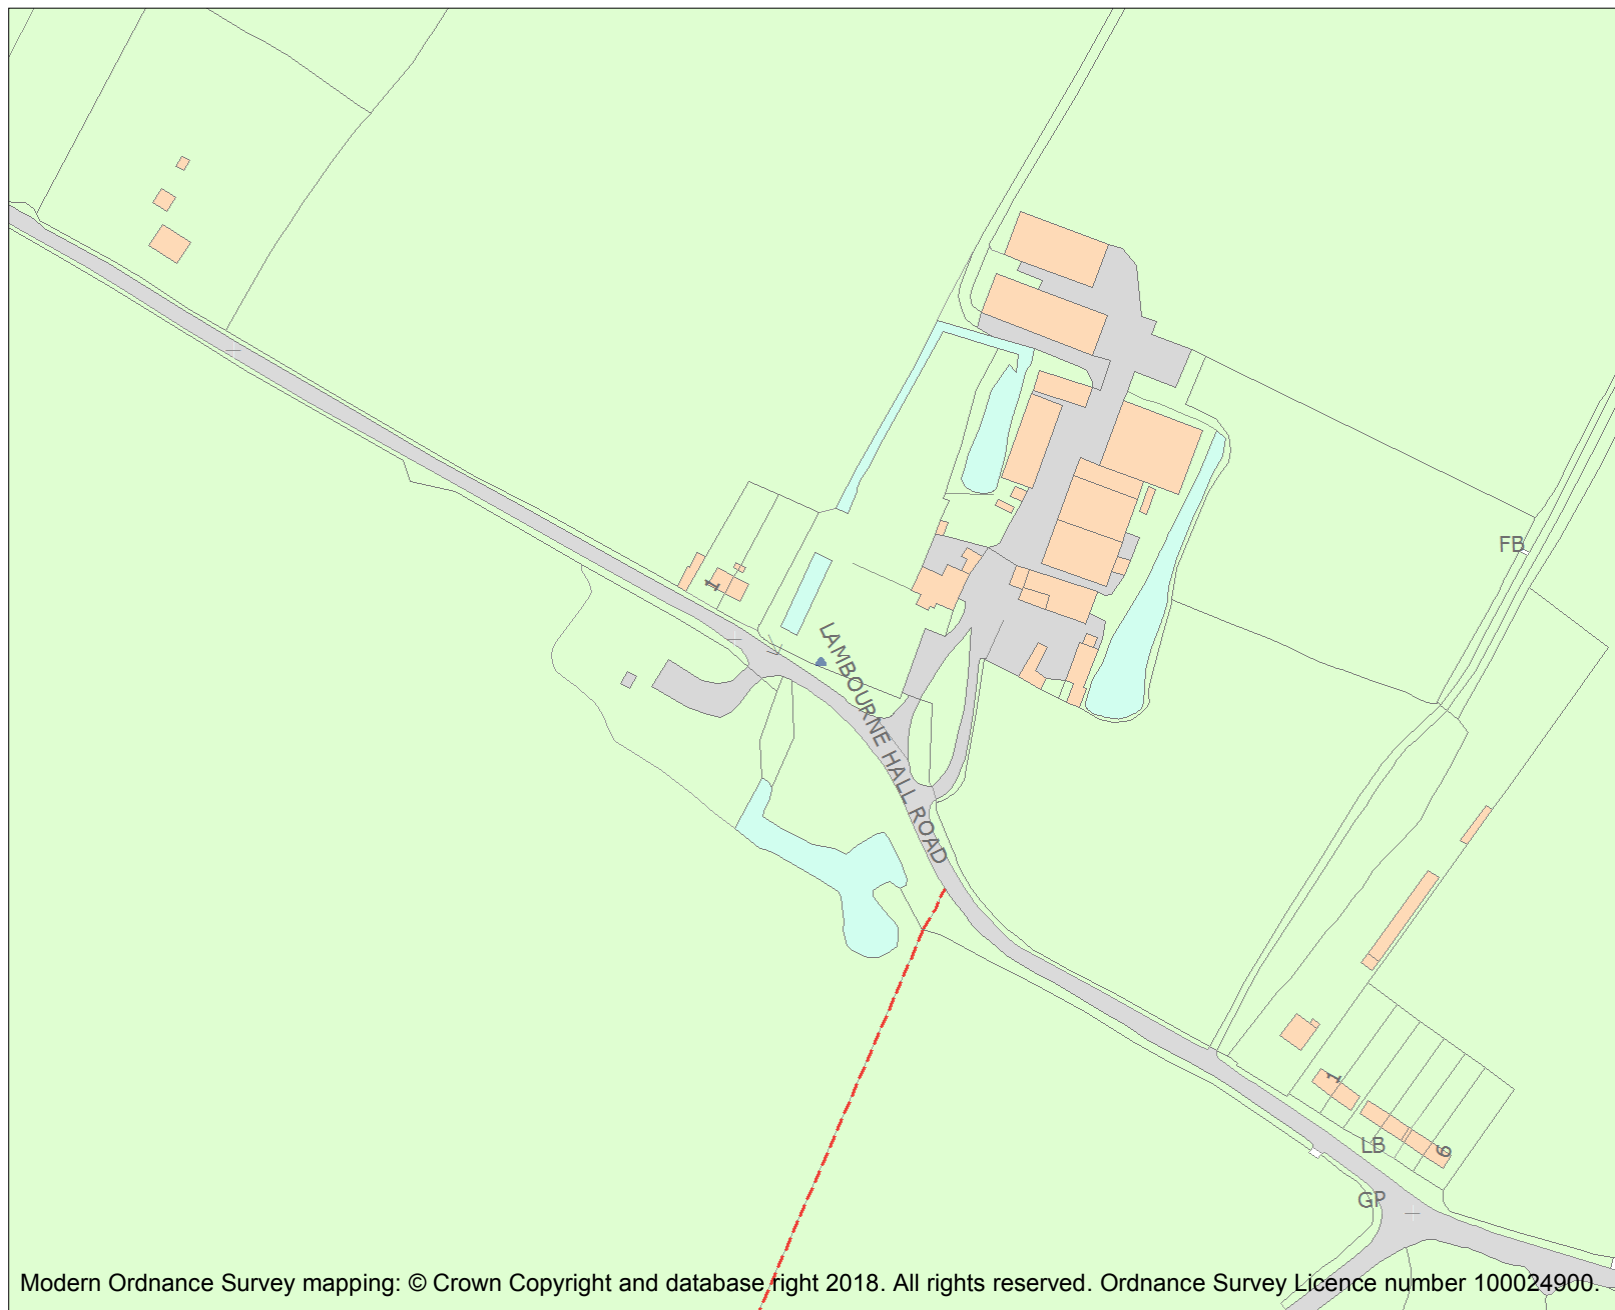 FB
1
LAMBOURNE HALL ROAD
1
LB
6
GP
Modern Ordnance Survey mapping: © Crown Copyright and database right 2018. All rights reserved. Ordnance Survey Licence number 100024900.